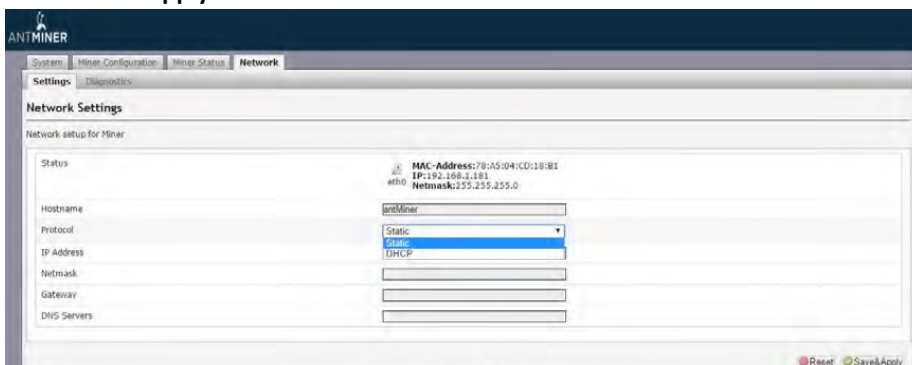 ANTMINER
System Miner Configuration Miner Status Network
Settings Diagnostics
Network Settings
Network setup for Miner
Status
MAC-Address:78:A5:04:CD:18:B1
IP:192.168.1.181
eth0 Netmask:255.255.255.0
Hostname antMiner
Protocol Static
Static
IP Address DHCP
Netmask
Gateway
DNS Servers
Reset Save&Apply